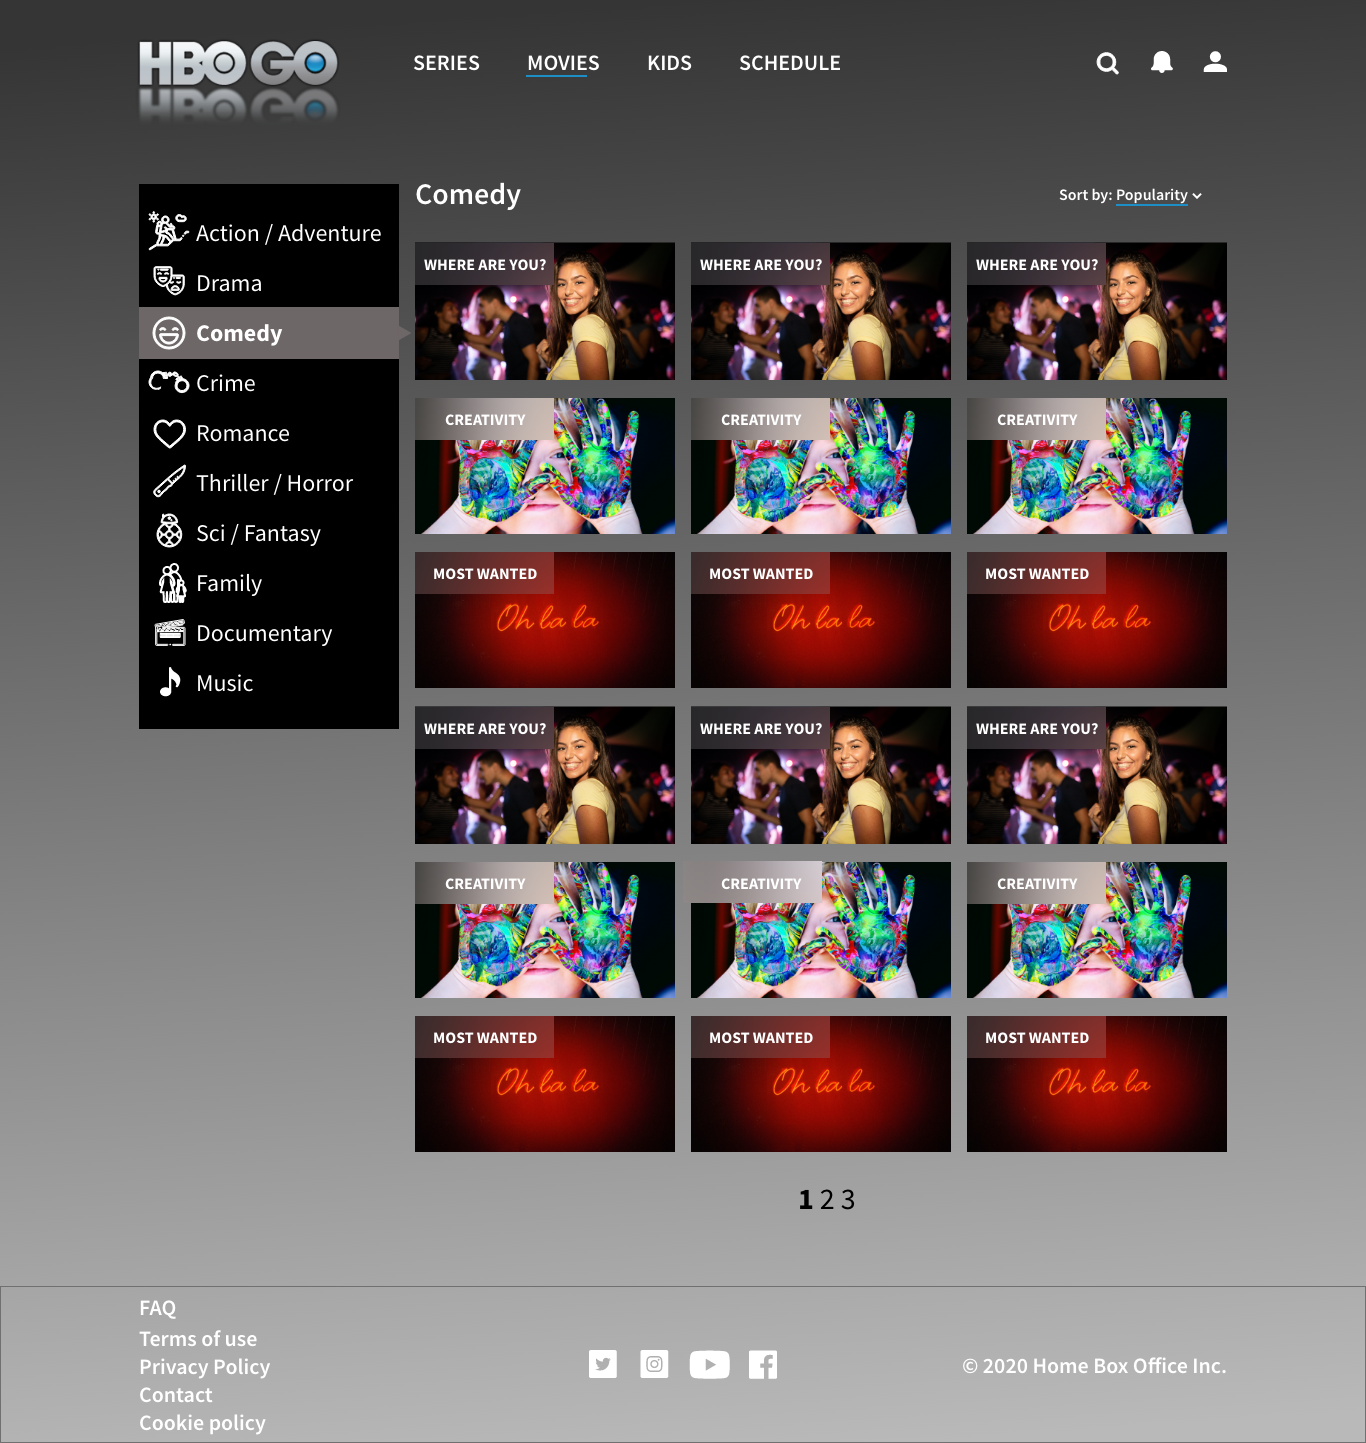 HBO GO
SERIES MOVIES KIDS SCHEDULE
Comedy
Sort by: Popularity
Action / Adventure
Drama
Comedy
Crime
Romance
Thriller / Horror
Sci / Fantasy
Family
Documentary
Music
WHERE ARE YOU? WHERE ARE YOU? WHERE ARE YOU?
CREATIVITY CREATIVITY CREATIVITY
MOST WANTED MOST WANTED MOST WANTED
Oh la la Oh la la Oh la la
WHERE ARE YOU? WHERE ARE YOU? WHERE ARE YOU?
CREATIVITY CREATIVITY CREATIVITY
MOST WANTED MOST WANTED MOST WANTED
Oh la la Oh la la Oh la la
1 2 3
FAQ
Terms of use
Privacy Policy
Contact
Cookie policy
© 2020 Home Box Office Inc.